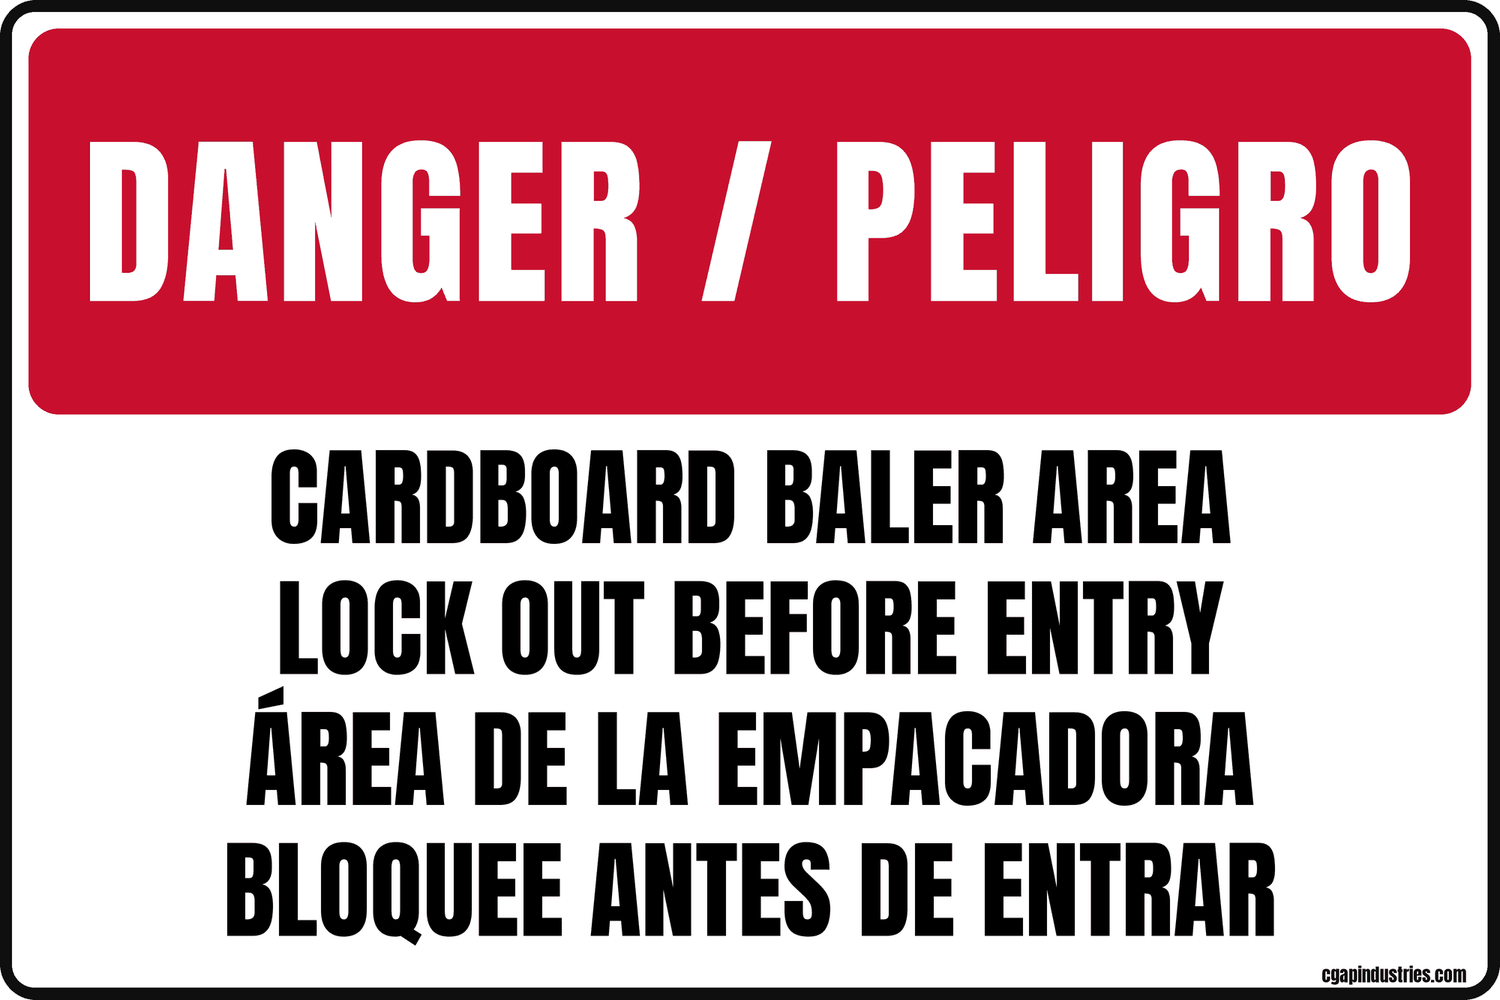 DANGER / PELIGRO
CARDBOARD BALER AREA
LOCK OUT BEFORE ENTRY
ÁREA DE LA EMPACADORA
BLOQUEE ANTES DE ENTRAR
cgapindustries.com